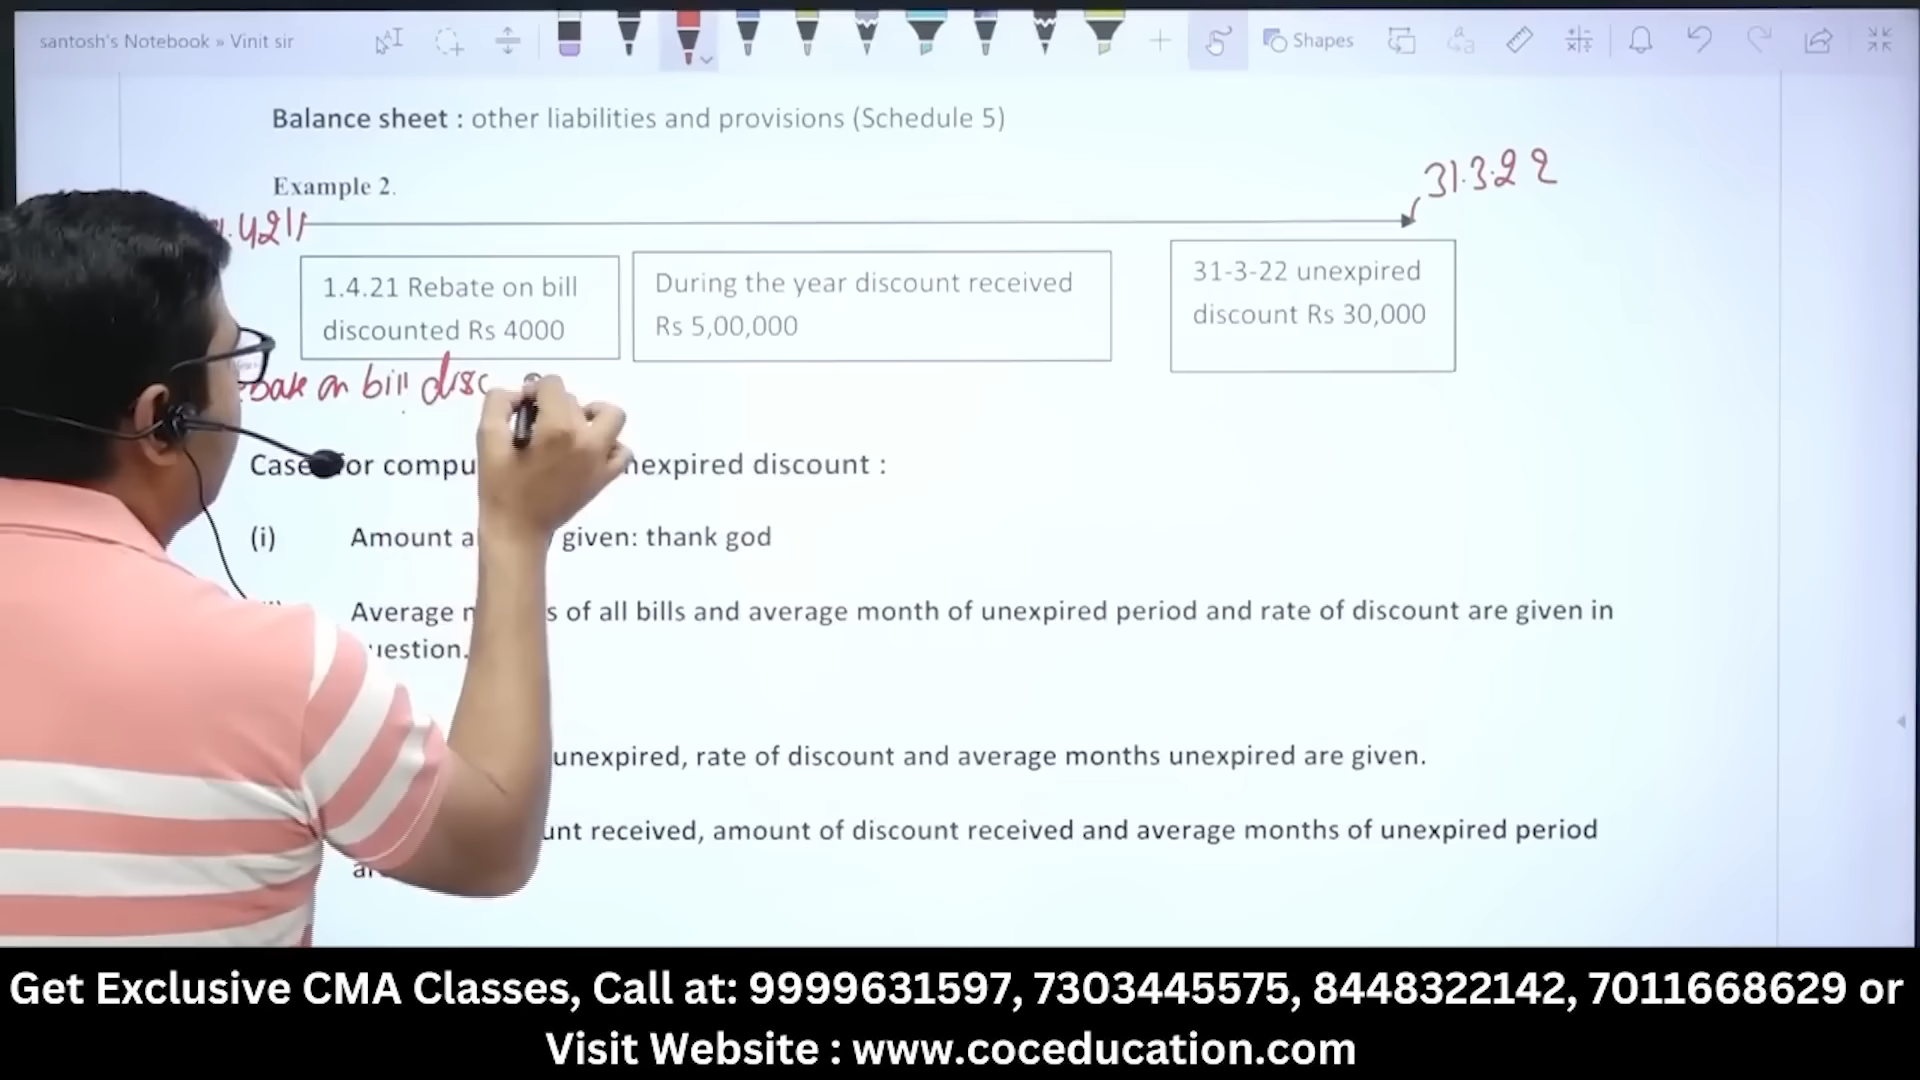 santosh's Notebook » Vinit sir
Shapes
Balance sheet : other liabilities and provisions (Schedule 5)
31.3.22
Example 2.
.4211
1.4.21 Rebate on bill
discounted Rs 4000
During the year discount received
Rs 5,00,000
31-3-22 unexpired
discount Rs 30,000
bate on bill disc
for compu nexpired discount :
(i) Amount a given: thank god
Average s of all bills and average month of unexpired period and rate of discount are given in
uestion.
unexpired, rate of discount and average months unexpired are given.
unt received, amount of discount received and average months of unexpired period
Get Exclusive CMA Classes, Call at: 9999631597, 7303445575, 8448322142, 7011668629 or
Visit Website : www.coceducation.com